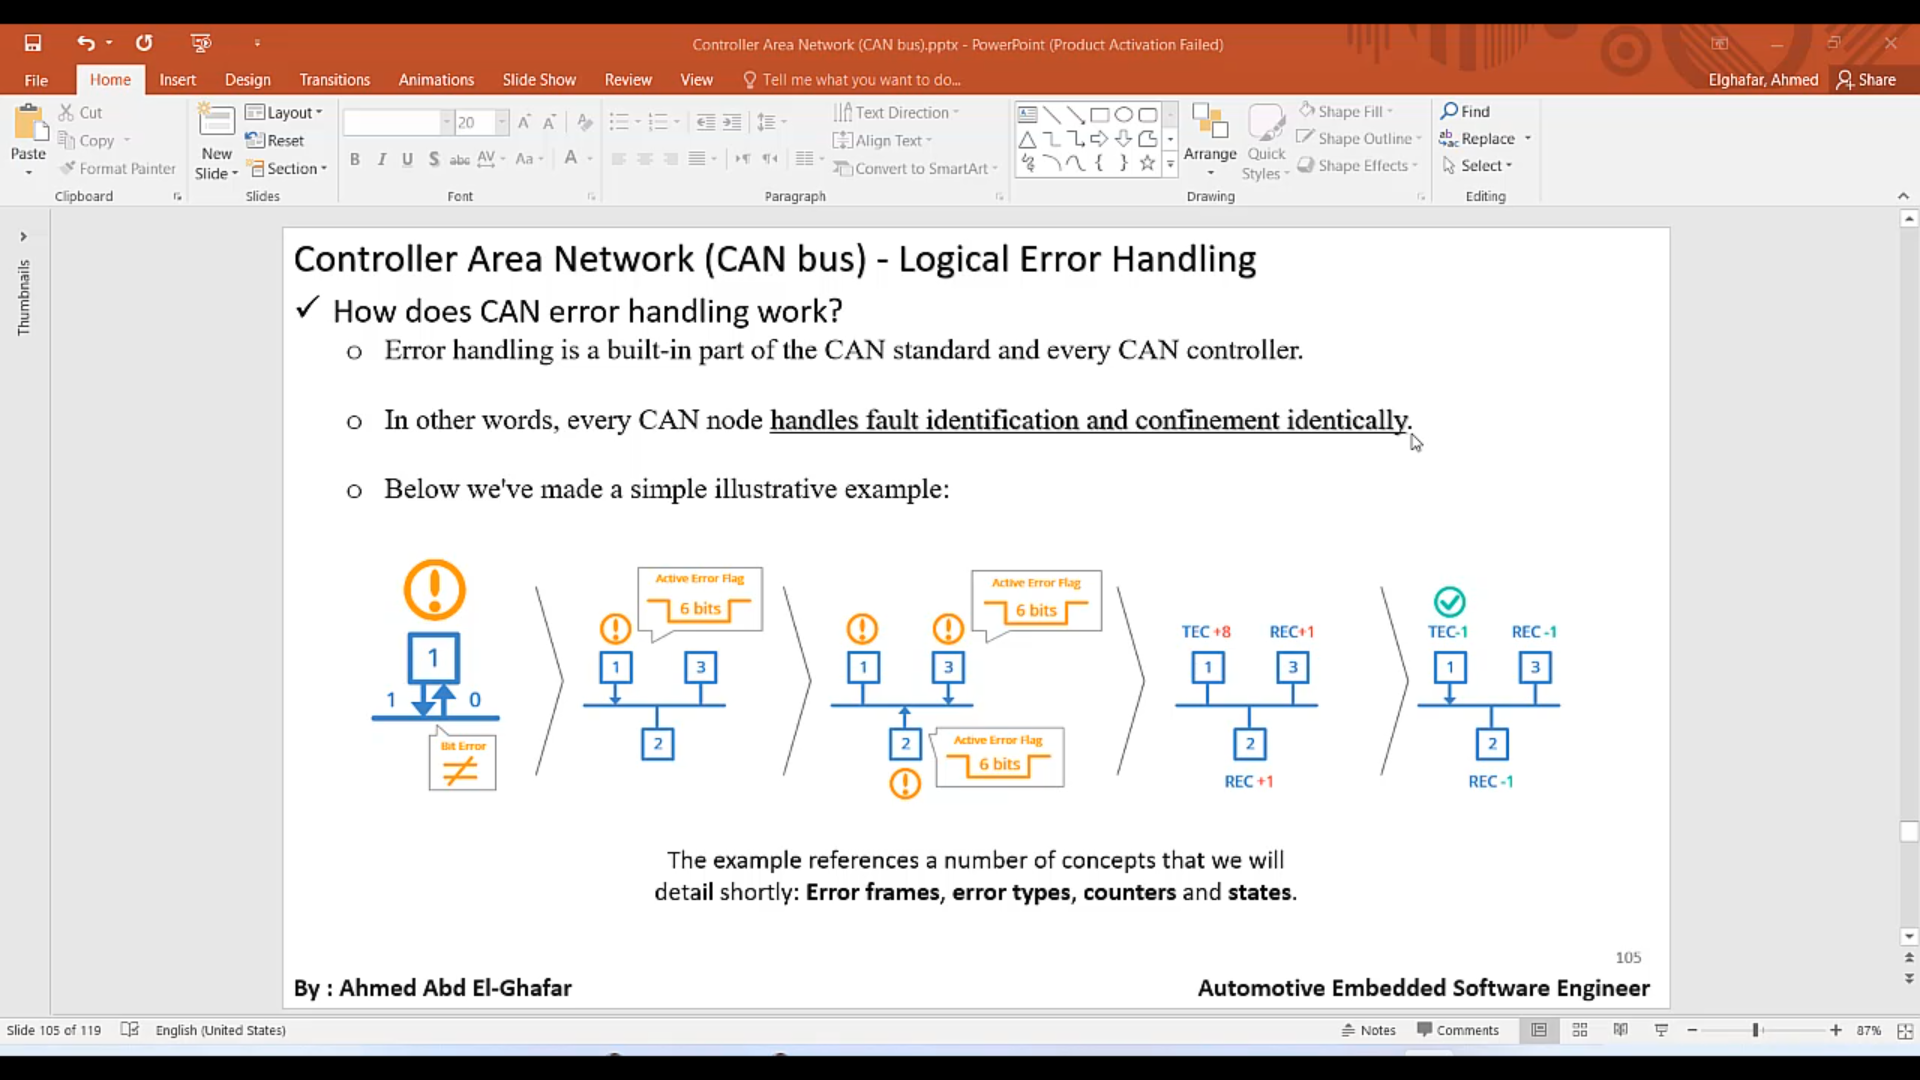 Controller Area Network (CAN bus).pptx - PowerPoint (Product Activation Failed)
File
Home
Insert
Design
Transitions
Animations
Slide Show
Review
View
Tell me what you want to do...
Elghafar, Ahmed
Share
Paste
Cut
Copy
Format Painter
Clipboard
New Slide
Layout
Reset
Section
Slides
20
B I U S abc AV Aa A
Font
Text Direction
Align Text
Convert to SmartArt
Paragraph
Arrange
Quick Styles
Shape Fill
Shape Outline
Shape Effects
Drawing
Find
Replace
Select
Editing
Thumbnails
Controller Area Network (CAN bus) - Logical Error Handling
✓ How does CAN error handling work?
o Error handling is a built-in part of the CAN standard and every CAN controller.
o In other words, every CAN node handles fault identification and confinement identically.
o Below we've made a simple illustrative example:
1
1 0
Bit Error
≠
Active Error Flag
6 bits
1 3
2
Active Error Flag
6 bits
1 3
2
Active Error Flag
6 bits
TEC +8 REC+1
1 3
2
REC +1
TEC-1 REC -1
1 3
2
REC -1
The example references a number of concepts that we will
detail shortly: Error frames, error types, counters and states.
105
By : Ahmed Abd El-Ghafar
Automotive Embedded Software Engineer
Slide 105 of 119
English (United States)
Notes
Comments
87%